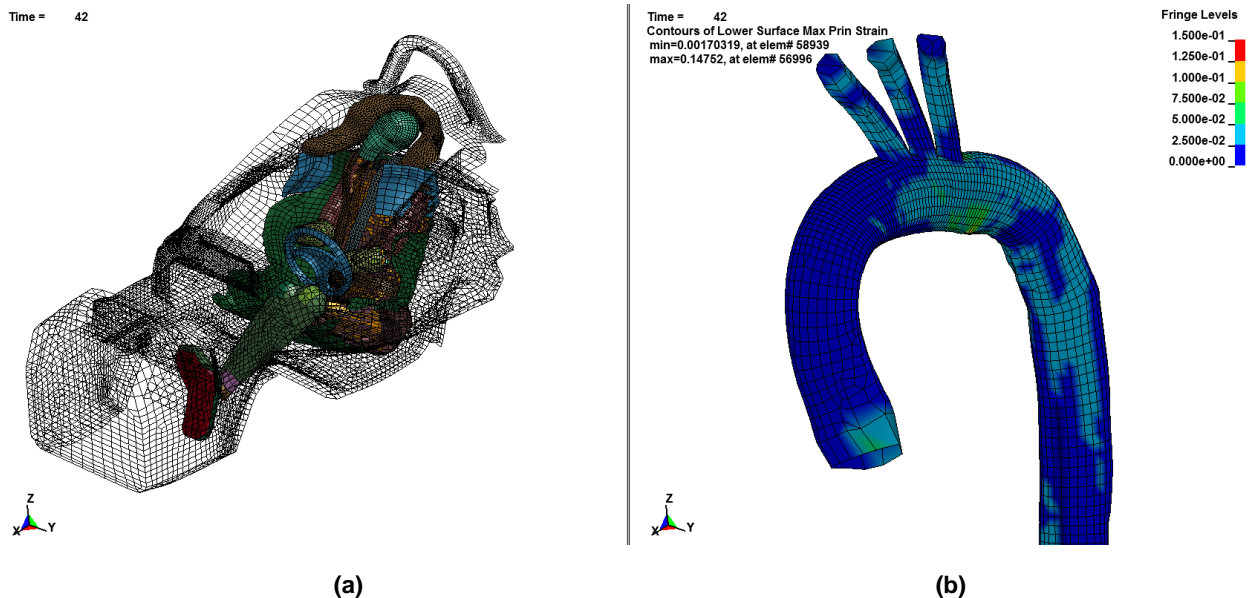 Time = 42
Z
X
Y
(a)
Time = 42
Contours of Lower Surface Max Prin Strain
min=0.00170319, at elem# 58939
max=0.14752, at elem# 56996
Fringe Levels
1.500e-01
1.250e-01
1.000e-01
7.500e-02
5.000e-02
2.500e-02
0.000e+00
Z
X
Y
(b)